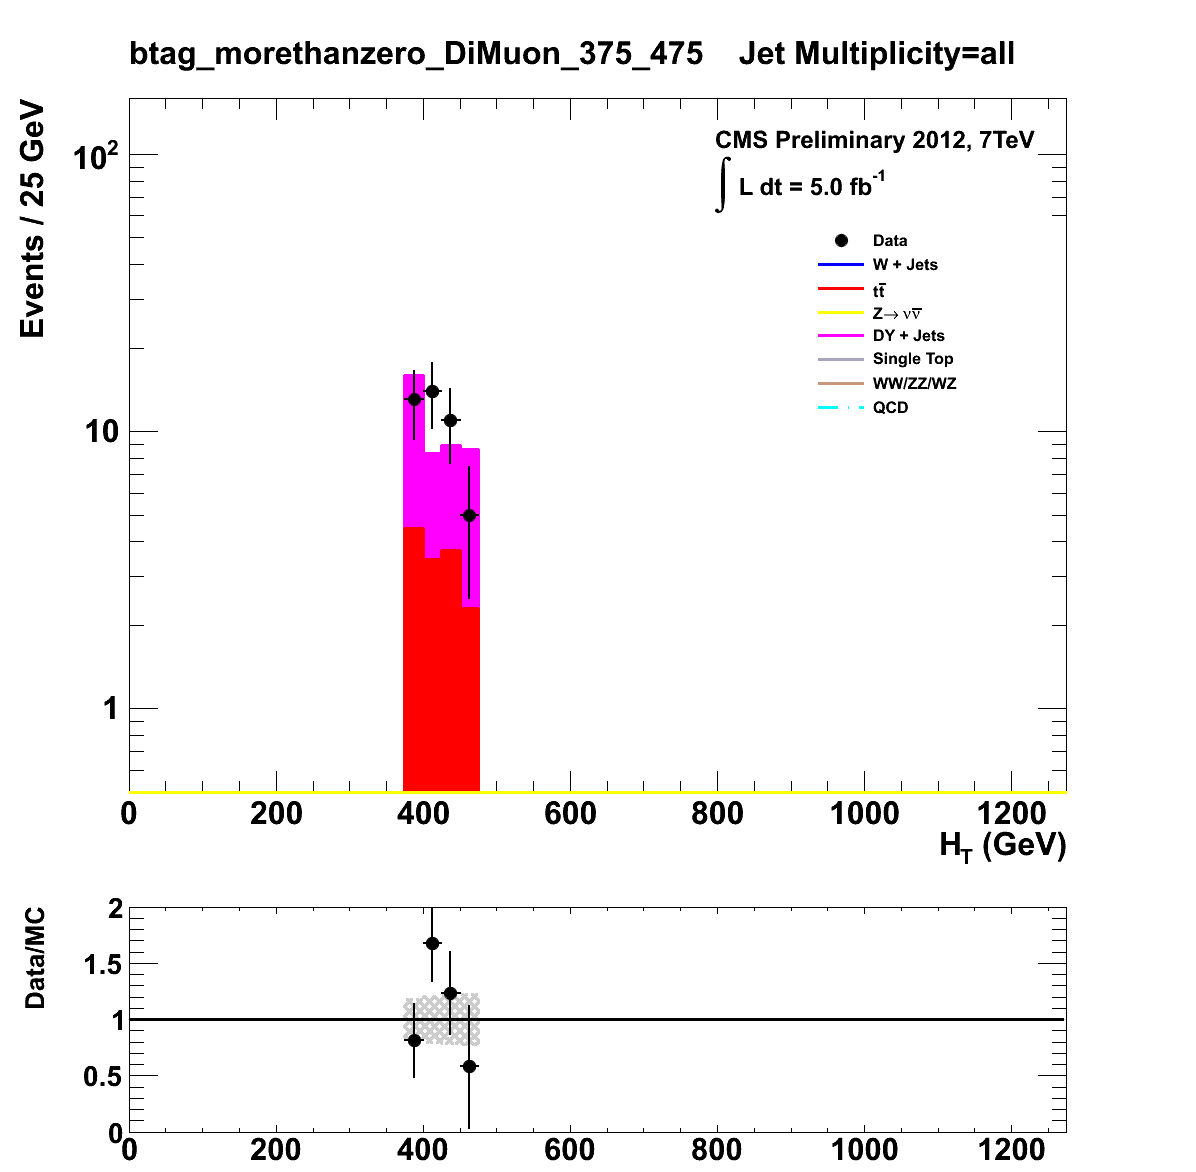 btag_morethanzero_DiMuon_375_475    Jet Multiplicity=all
Events / 25 GeV
CMS Preliminary 2012, 7TeV
∫ L dt = 5.0 fb⁻¹
Data
W + Jets
tt̅
Z→ νν̅
DY + Jets
Single Top
WW/ZZ/WZ
QCD
10²
10
1
0 200 400 600 800 1000 1200
H_T (GeV)
Data/MC
2
1.5
1
0.5
0
0 200 400 600 800 1000 1200